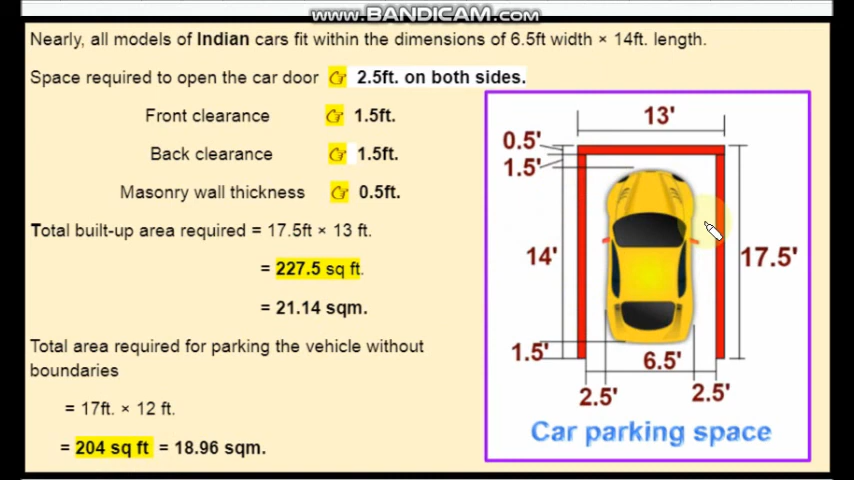 www.BANDICAM.com
Nearly, all models of Indian cars fit within the dimensions of 6.5ft width × 14ft. length.
Space required to open the car door 2.5ft. on both sides.
Front clearance 1.5ft.
Back clearance 1.5ft.
Masonry wall thickness 0.5ft.
Total built-up area required = 17.5ft × 13 ft.
= 227.5 sq ft.
= 21.14 sqm.
Total area required for parking the vehicle without
boundaries
= 17ft. × 12 ft.
= 204 sq ft = 18.96 sqm.
13'
0.5'
1.5'
14'
17.5'
1.5'
6.5'
2.5'
2.5'
Car parking space